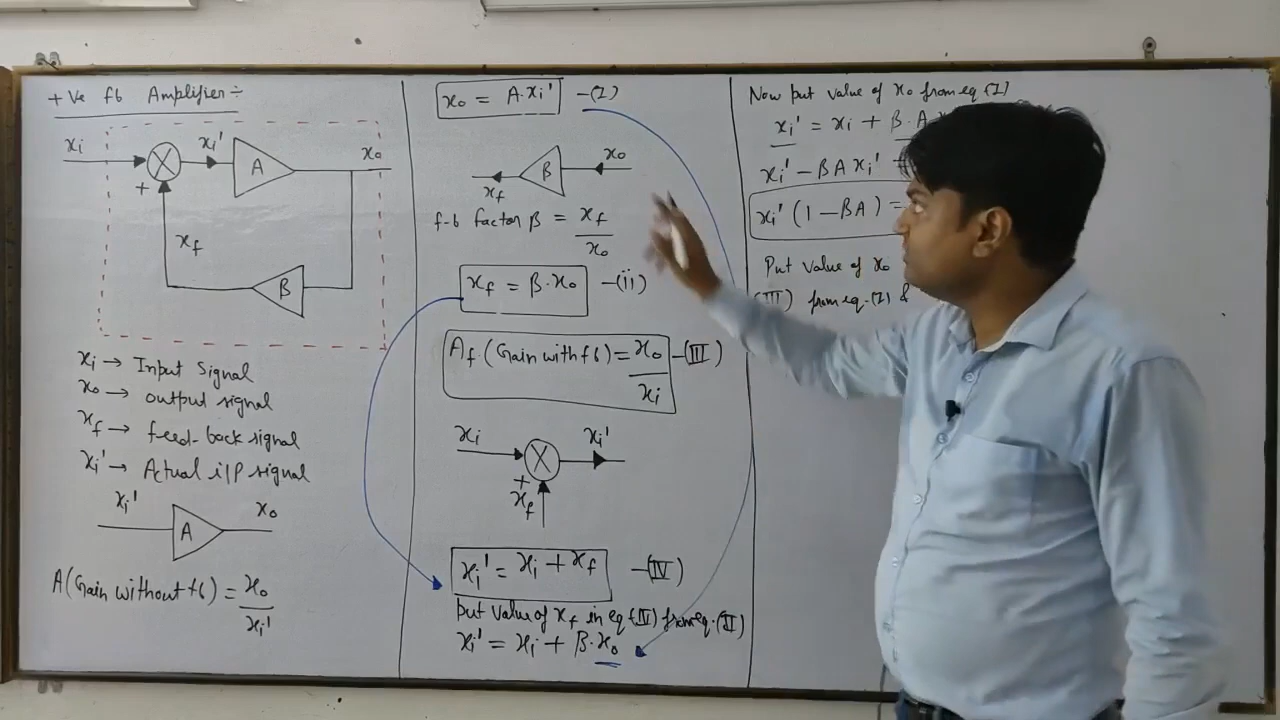 +Ve fb Amplifier ÷
xi
xi'
A
xo
+
xf
β
xi → Input Signal
xo → output signal
xf → feed-back signal
xi' → Actual i/P signal
xi'
A
xo
A (Gain without fb) = xo / xi'
xo = A.xi' - (I)
β
xo
xf
f-b factor β = xf / xo
xf = β.xo - (ii)
Af (Gain with fb) = xo / xi - (III)
xi
xi'
+
xf
xi' = xi + xf - (IV)
put value of xf in eq (IV) from eq. (II)
xi' = xi + β.xo
Now put value of xo from eq (I)
xi' = xi + β.A
xi' - βA xi'
xi' (1 - βA) =
Put value of xo
(III) from eq. (I) &